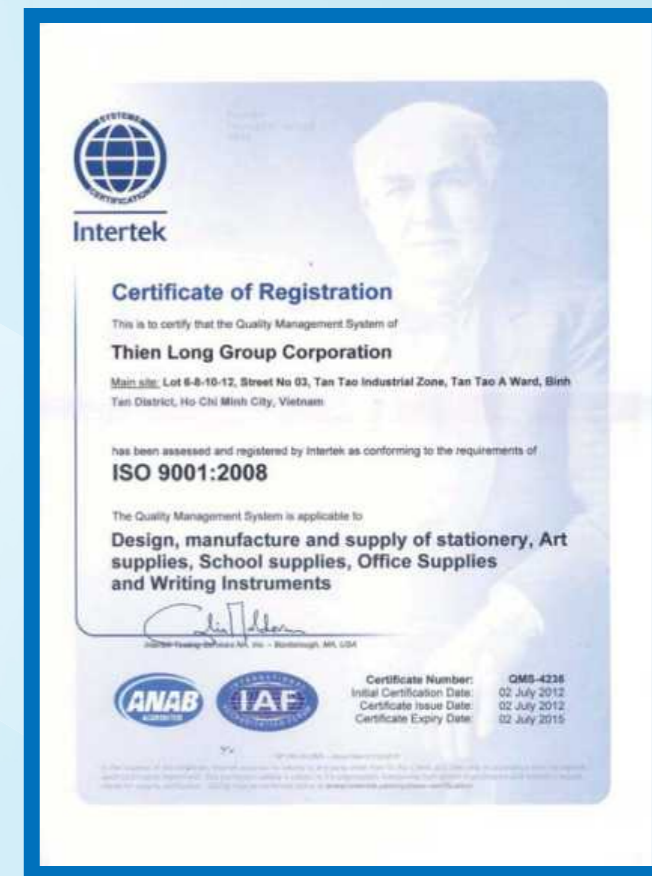 SYSTEMS
CERTIFICATION
Intertek
Certificate of Registration
This is to certify that the Quality Management System of
Thien Long Group Corporation
Main site: Lot 6-8-10-12, Street No 03, Tan Tao Industrial Zone, Tan Tao A Ward, Binh
Tan District, Ho Chi Minh City, Vietnam
has been assessed and registered by Intertek as conforming to the requirements of
ISO 9001:2008
The Quality Management System is applicable to
Design, manufacture and supply of stationery, Art
supplies, School supplies, Office Supplies
and Writing Instruments
ANAB
ACCREDITED
IAF
Certificate Number: QMS-4236
Initial Certification Date: 02 July 2012
Certificate Issue Date: 02 July 2012
Certificate Expiry Date: 02 July 2015